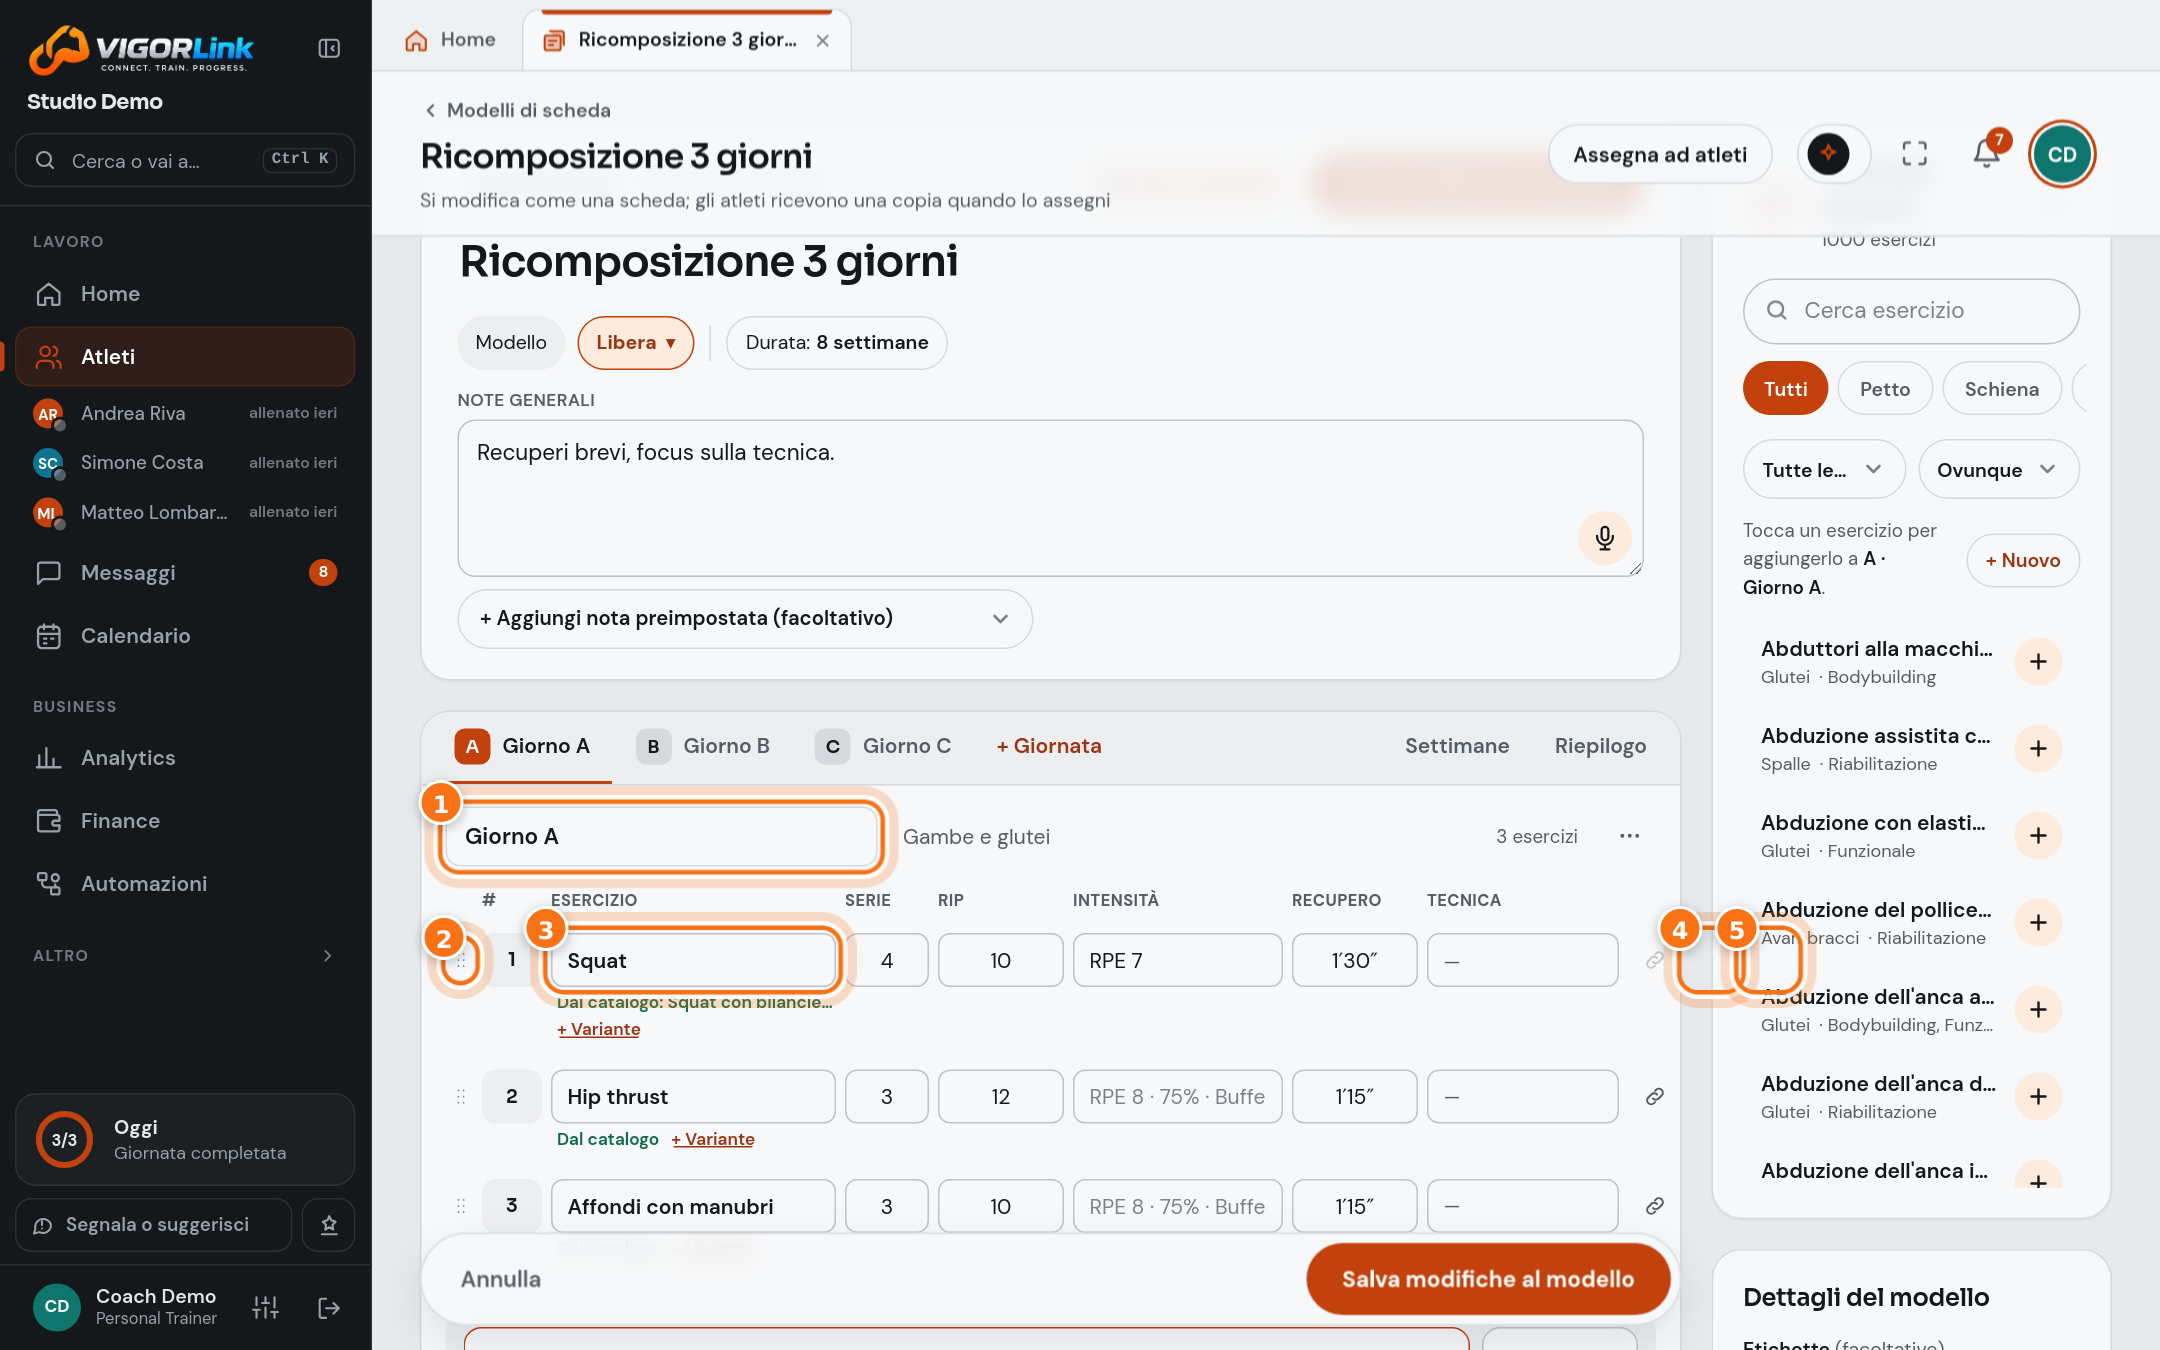 VIGORLink
CONNECT. TRAIN. PROGRESS.
Studio Demo
Cerca o vai a...
Ctrl K
LAVORO
Home
Atleti
AR Andrea Riva allenato ieri
SC Simone Costa allenato ieri
Matteo Lombar... allenato ieri
Messaggi 8
Calendario
BUSINESS
Analytics
Finance
Automazioni
ALTRO
3/3
Oggi
Giornata completata
Segnala o suggerisci
CD
Coach Demo
Personal Trainer
Home
Ricomposizione 3 gior...
Modelli di scheda
Ricomposizione 3 giorni
Si modifica come una scheda; gli atleti ricevono una copia quando lo assegni
Assegna ad atleti
7
CD
Ricomposizione 3 giorni
Modello
Libera ▾
Durata: 8 settimane
NOTE GENERALI
Recuperi brevi, focus sulla tecnica.
+ Aggiungi nota preimpostata (facoltativo)
A Giorno A
B Giorno B
C Giorno C
+ Giornata
Settimane
Riepilogo
1
Giorno A
Gambe e glutei
3 esercizi
# ESERCIZIO SERIE RIP INTENSITÀ RECUPERO TECNICA
2 3 4 5
1 Squat 4 10 RPE 7 1′30″ —
Dal catalogo: Squat con bilancie...
+ Variante
2 Hip thrust 3 12 RPE 8 · 75% · Buffe 1′15″ —
Dal catalogo + Variante
3 Affondi con manubri 3 10 RPE 8 · 75% · Buffe 1′15″ —
Annulla
Salva modifiche al modello
1000 esercizi
Cerca esercizio
Tutti
Petto
Schiena
Tutte le...
Ovunque
Tocca un esercizio per
aggiungerlo a A ·
Giorno A.
+ Nuovo
Abduttori alla macchi...
Glutei · Bodybuilding
Abduzione assistita c...
Spalle · Riabilitazione
Abduzione con elasti...
Glutei · Funzionale
Abduzione del pollice...
Avambracci · Riabilitazione
Abduzione dell'anca a...
Glutei · Bodybuilding, Funz...
Abduzione dell'anca d...
Glutei · Riabilitazione
Abduzione dell'anca i...
Dettagli del modello
Etichette (facoltativo)